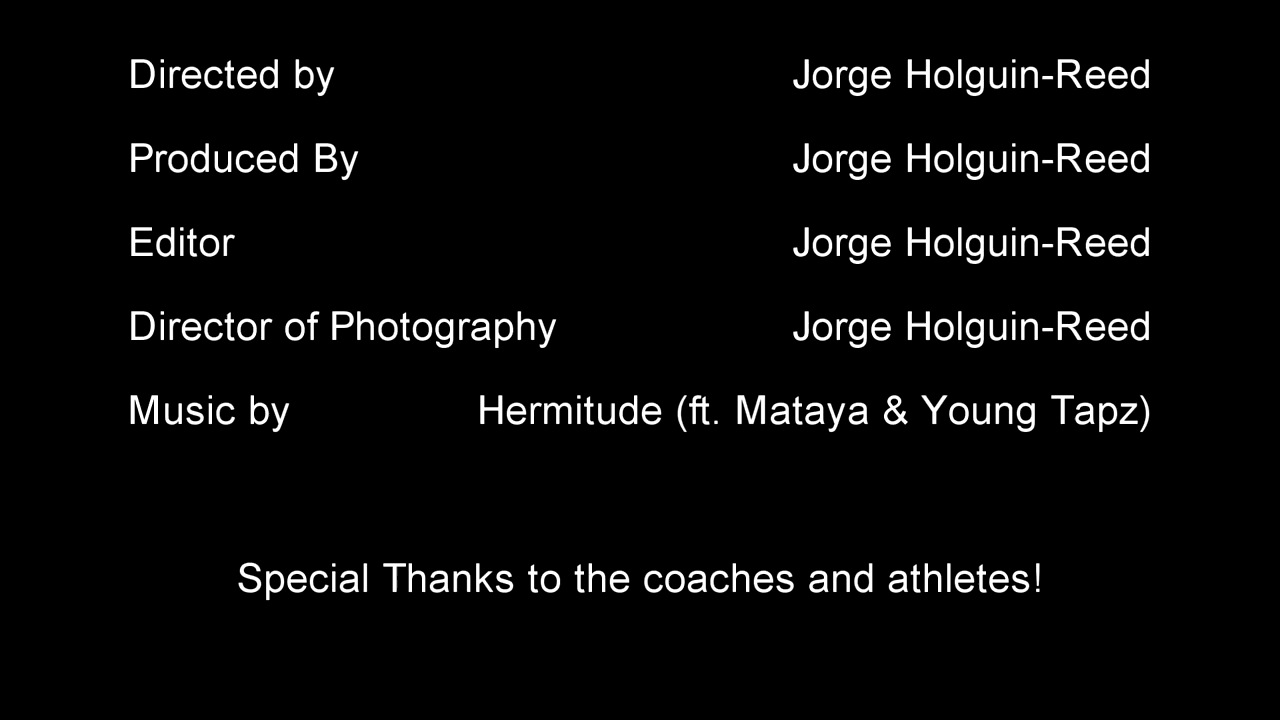 Directed by Jorge Holguin-Reed
Produced By Jorge Holguin-Reed
Editor Jorge Holguin-Reed
Director of Photography Jorge Holguin-Reed
Music by Hermitude (ft. Mataya & Young Tapz)
Special Thanks to the coaches and athletes!